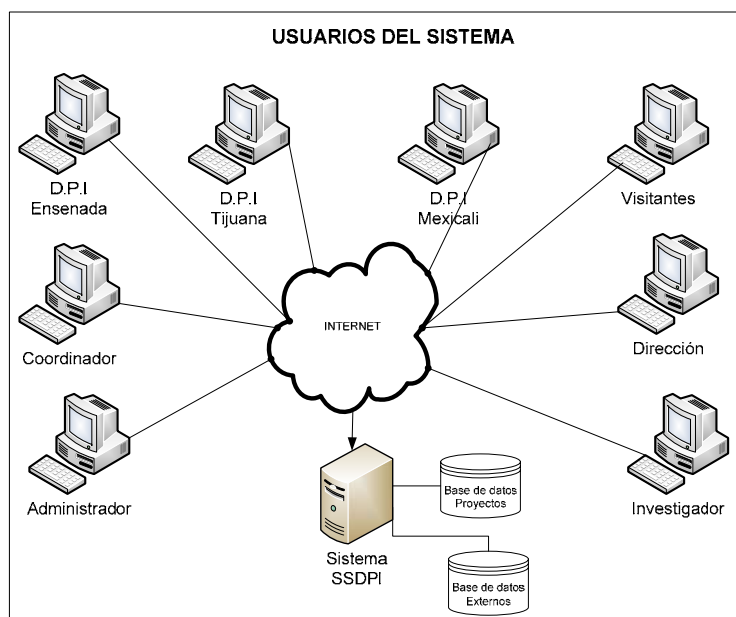 USUARIOS DEL SISTEMA
D.P.I
Ensenada
D.P.I
Tijuana
D.P.I
Mexicali
Visitantes
Coordinador
INTERNET
Dirección
Administrador
Sistema
SSDPI
Base de datos
Proyectos
Base de datos
Externos
Investigador